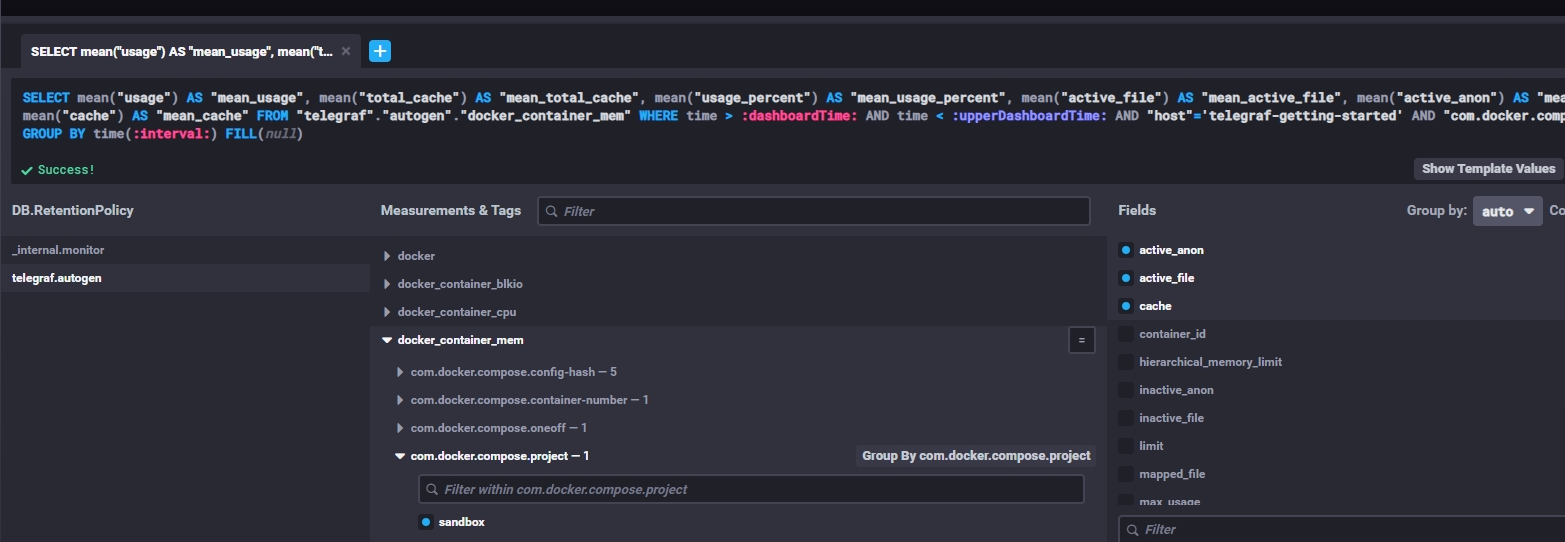 SELECT mean("usage") AS "mean_usage", mean("t...
SELECT mean("usage") AS "mean_usage", mean("total_cache") AS "mean_total_cache", mean("usage_percent") AS "mean_usage_percent", mean("active_file") AS "mean_active_file", mean("active_anon") AS "mea
mean("cache") AS "mean_cache" FROM "telegraf"."autogen"."docker_container_mem" WHERE time > :dashboardTime: AND time < :upperDashboardTime: AND "host"='telegraf-getting-started' AND "com.docker.comp
GROUP BY time(:interval:) FILL(null)
Success!
Show Template Values
DB.RetentionPolicy
_internal.monitor
telegraf.autogen
Measurements & Tags
Filter
docker
docker_container_blkio
docker_container_cpu
docker_container_mem
=
com.docker.compose.config-hash — 5
com.docker.compose.container-number — 1
com.docker.compose.oneoff — 1
com.docker.compose.project — 1
Group By com.docker.compose.project
Filter within com.docker.compose.project
sandbox
Fields
Group by: auto Co
active_anon
active_file
cache
container_id
hierarchical_memory_limit
inactive_anon
inactive_file
limit
mapped_file
max_usage
Filter